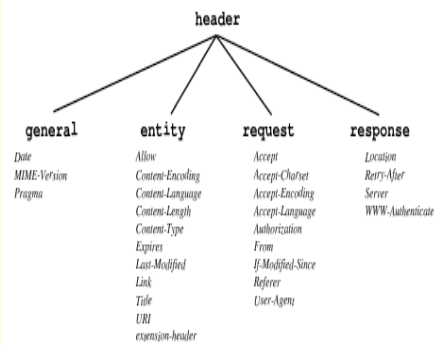 header
general
entity
request
response
Date
MIME-Version
Pragma
Allow
Content-Encoding
Content-Language
Content-Length
Content-Type
Expires
Last-Modified
Link
Title
URI
exension-header
Accept
Accept-Charset
Accept-Encoding
Accept-Language
Authorization
From
If-Modified-Since
Referer
User-Agent
Location
Retry-After
Server
WWW-Authenticate